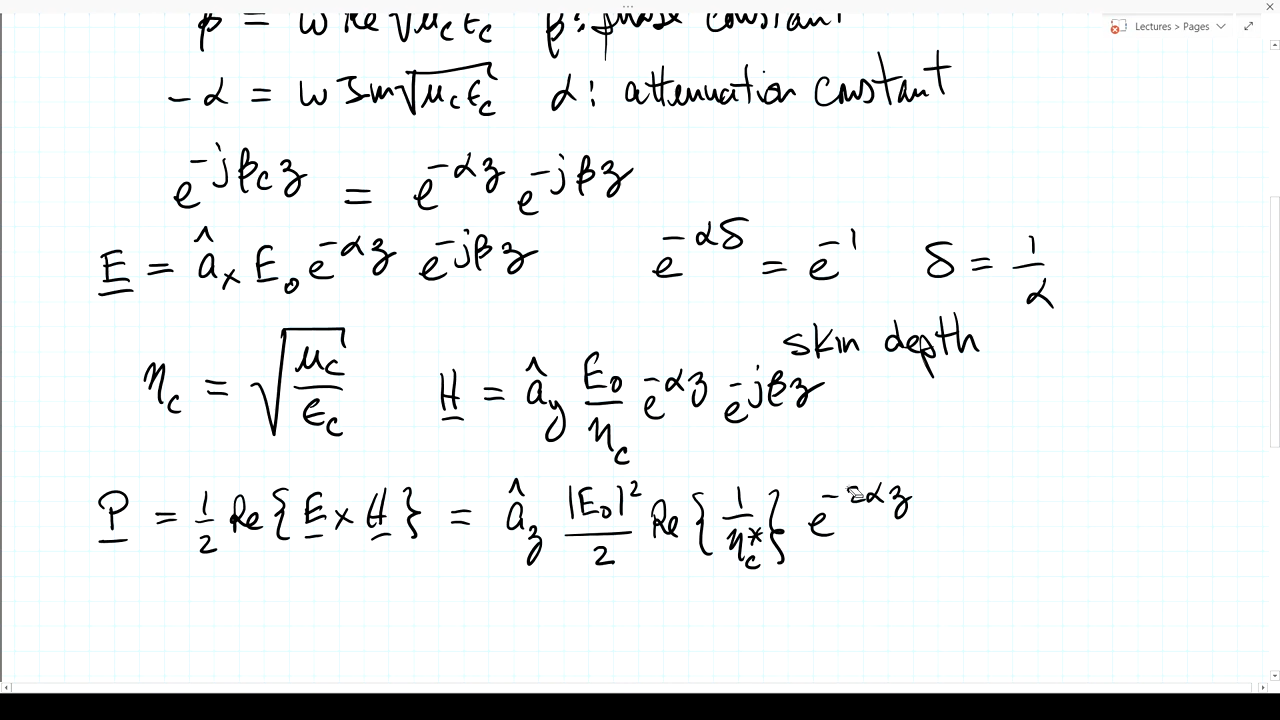 Lectures > Pages
β = ω Re √μc εc β: phase constant
-α = ω Im √μc εc α: attenuation constant
e^{-jβc z} = e^{-αz} e^{-jβz}
E = âx E₀ e^{-αz} e^{-jβz} e^{-αδ} = e^{-1} δ = 1/α
skin depth
ηc = √(μc/εc) H = ây E₀/ηc e^{-αz} e^{-jβz}
P = 1/2 Re{E × H} = âz |E₀|²/2 Re{1/ηc*} e^{-2αz}